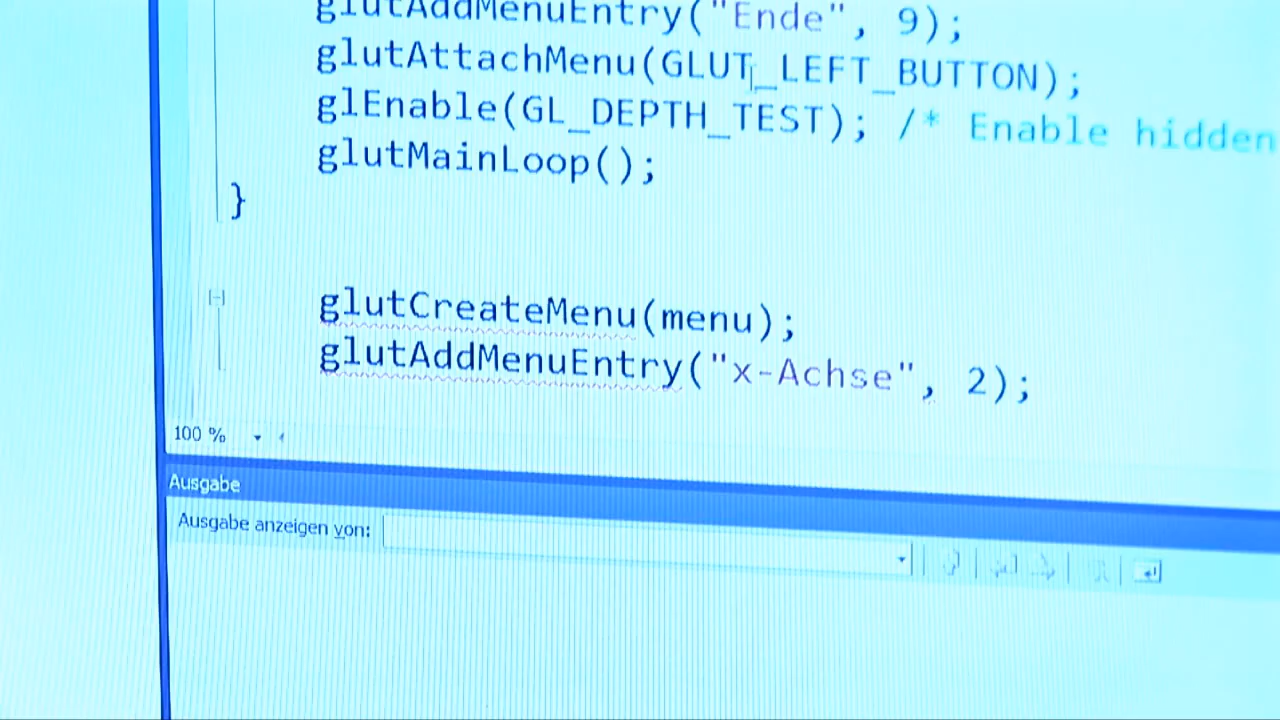 glutAddMenuEntry("Ende", 9);
glutAttachMenu(GLUT_LEFT_BUTTON);
glEnable(GL_DEPTH_TEST); /* Enable hidden
glutMainLoop();
}
glutCreateMenu(menu);
glutAddMenuEntry("x-Achse", 2);
100 %
Ausgabe
Ausgabe anzeigen von: